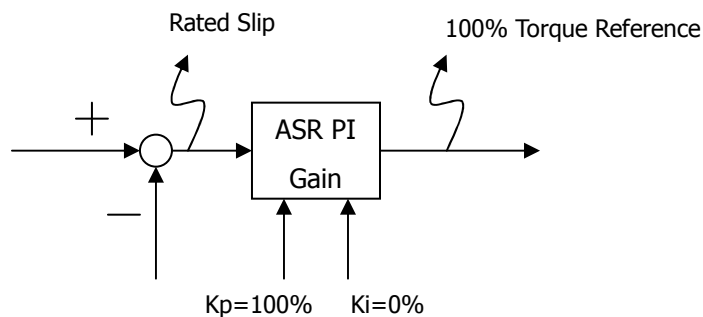 Rated Slip
100% Torque Reference
+
ASR PI
Gain
−
Kp=100%
Ki=0%